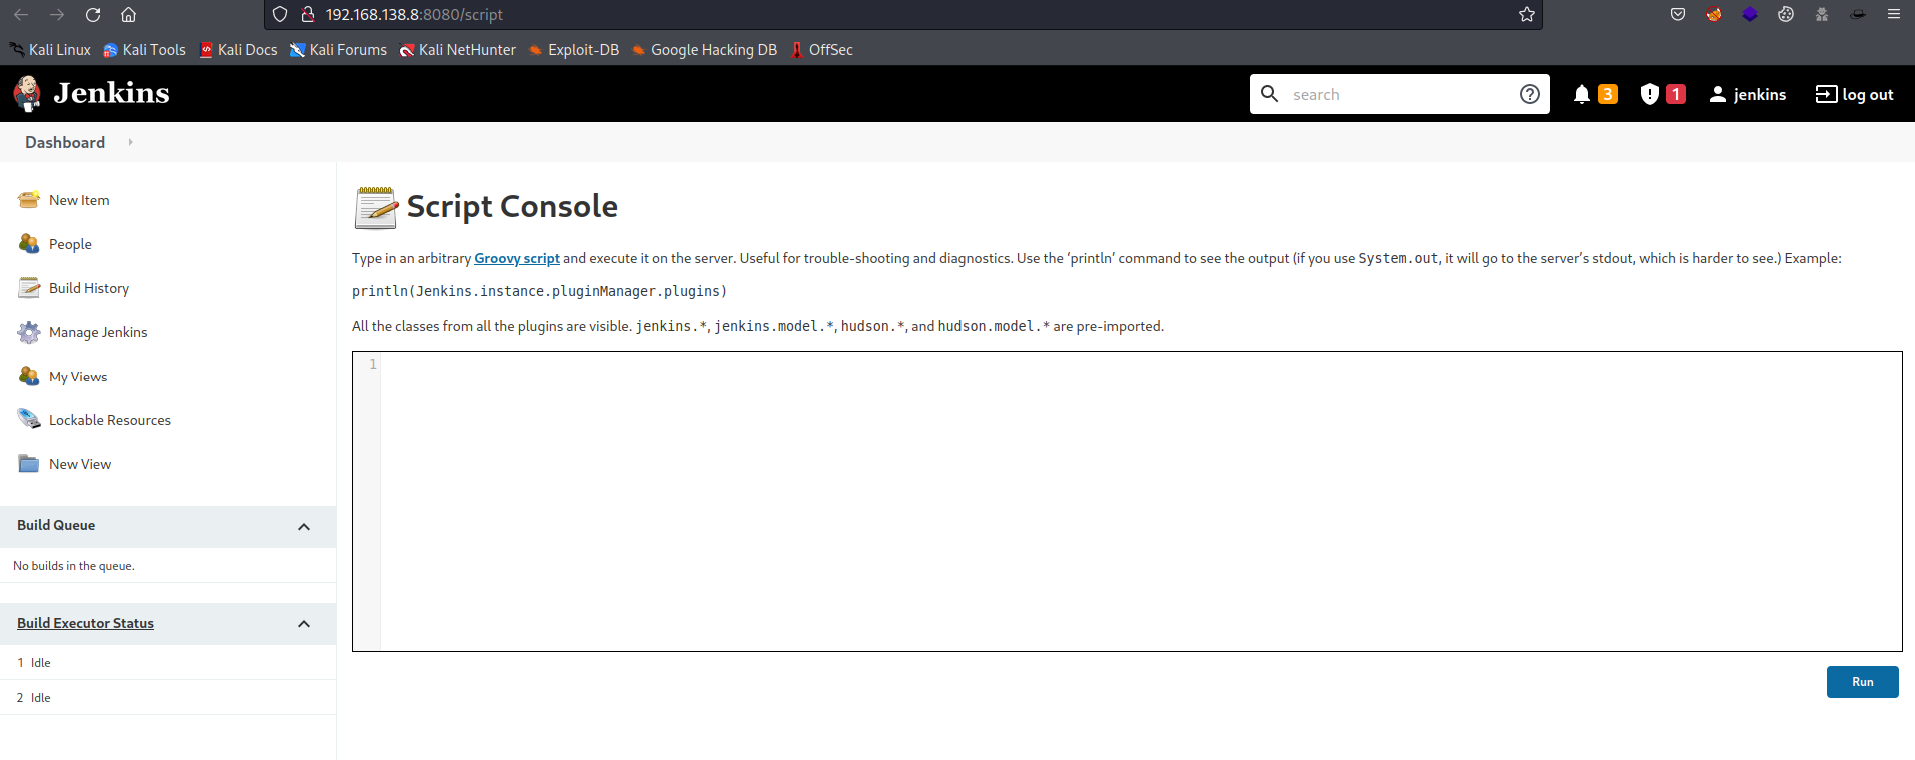 192.168.138.8:8080/script
Kali Linux Kali Tools Kali Docs Kali Forums Kali NetHunter Exploit-DB Google Hacking DB OffSec
Jenkins search 3 1 jenkins log out
Dashboard
New Item
People
Build History
Manage Jenkins
My Views
Lockable Resources
New View
Build Queue
No builds in the queue.
Build Executor Status
1 Idle
2 Idle
Script Console
Type in an arbitrary Groovy script and execute it on the server. Useful for trouble-shooting and diagnostics. Use the ‘println’ command to see the output (if you use System.out, it will go to the server’s stdout, which is harder to see.) Example:
println(Jenkins.instance.pluginManager.plugins)
All the classes from all the plugins are visible. jenkins.*, jenkins.model.*, hudson.*, and hudson.model.* are pre-imported.
1
Run